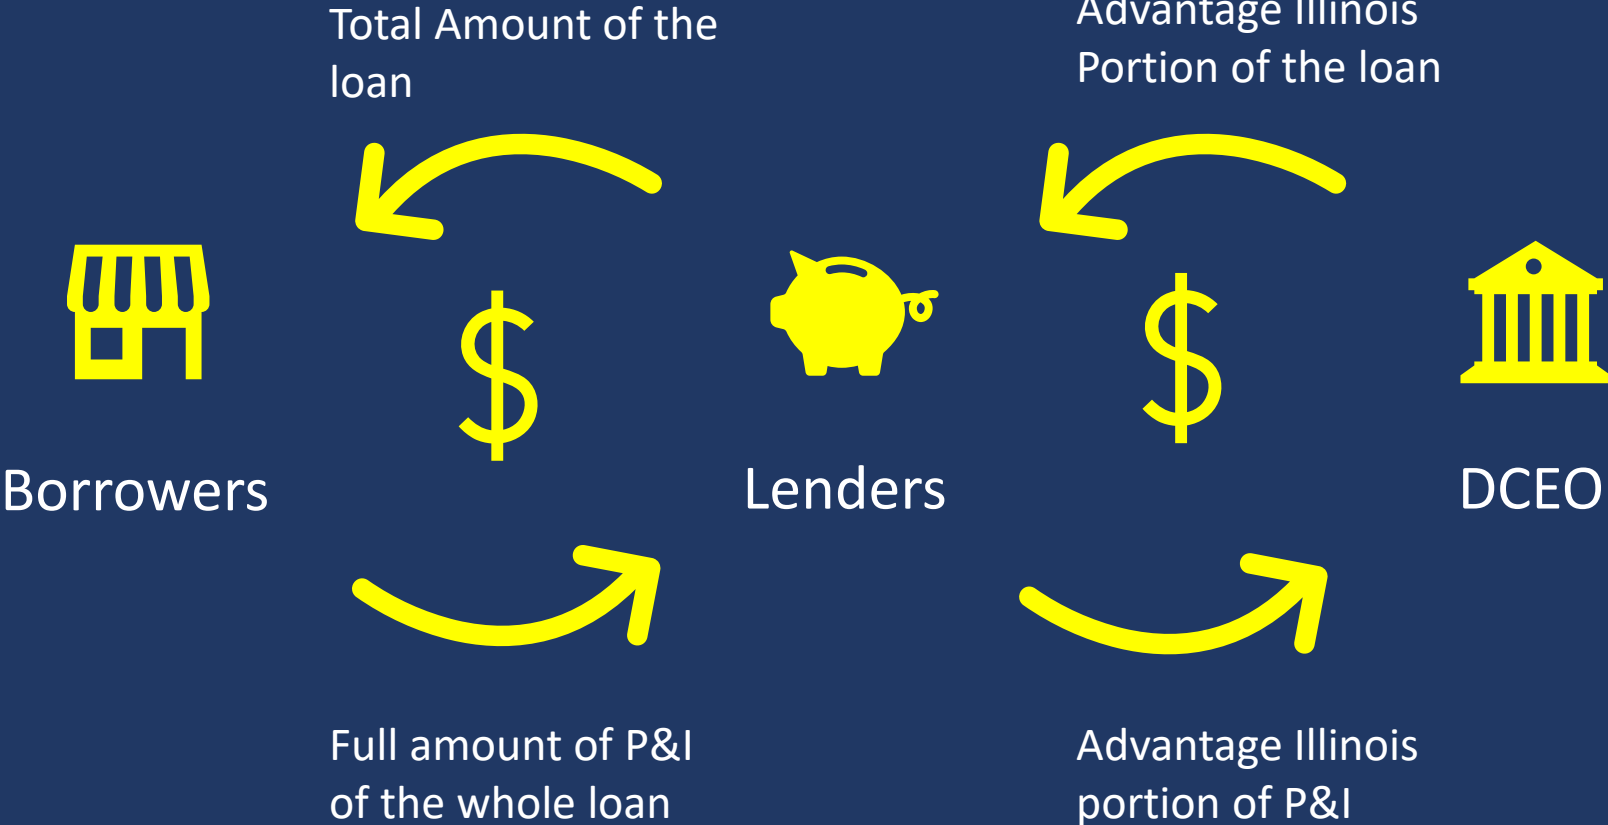 Total Amount of the
loan
Advantage Illinois
Portion of the loan
$
$
Borrowers
Lenders
DCEO
Full amount of P&I
of the whole loan
Advantage Illinois
portion of P&I